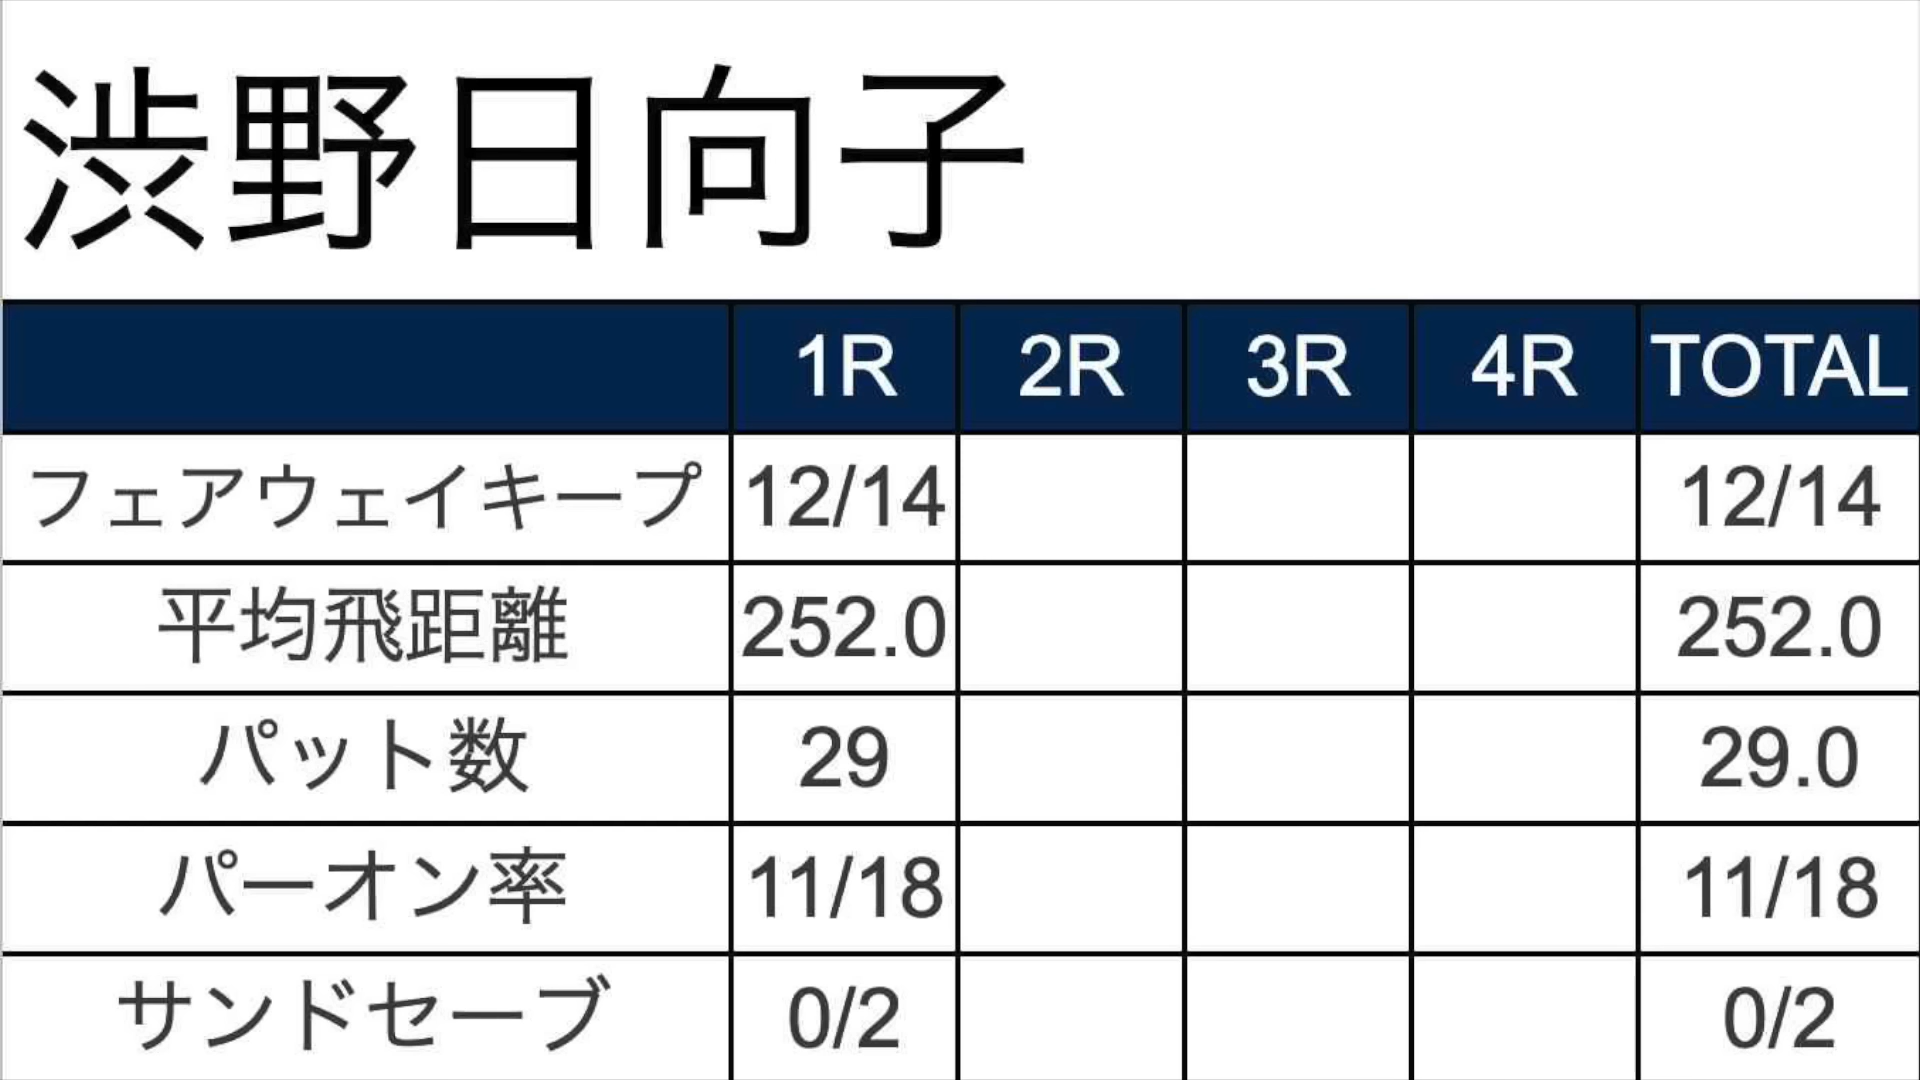 渋野日向子
1R 2R 3R 4R TOTAL
フェアウェイキープ 12/14 12/14
平均飛距離 252.0 252.0
パット数 29 29.0
パーオン率 11/18 11/18
サンドセーブ 0/2 0/2